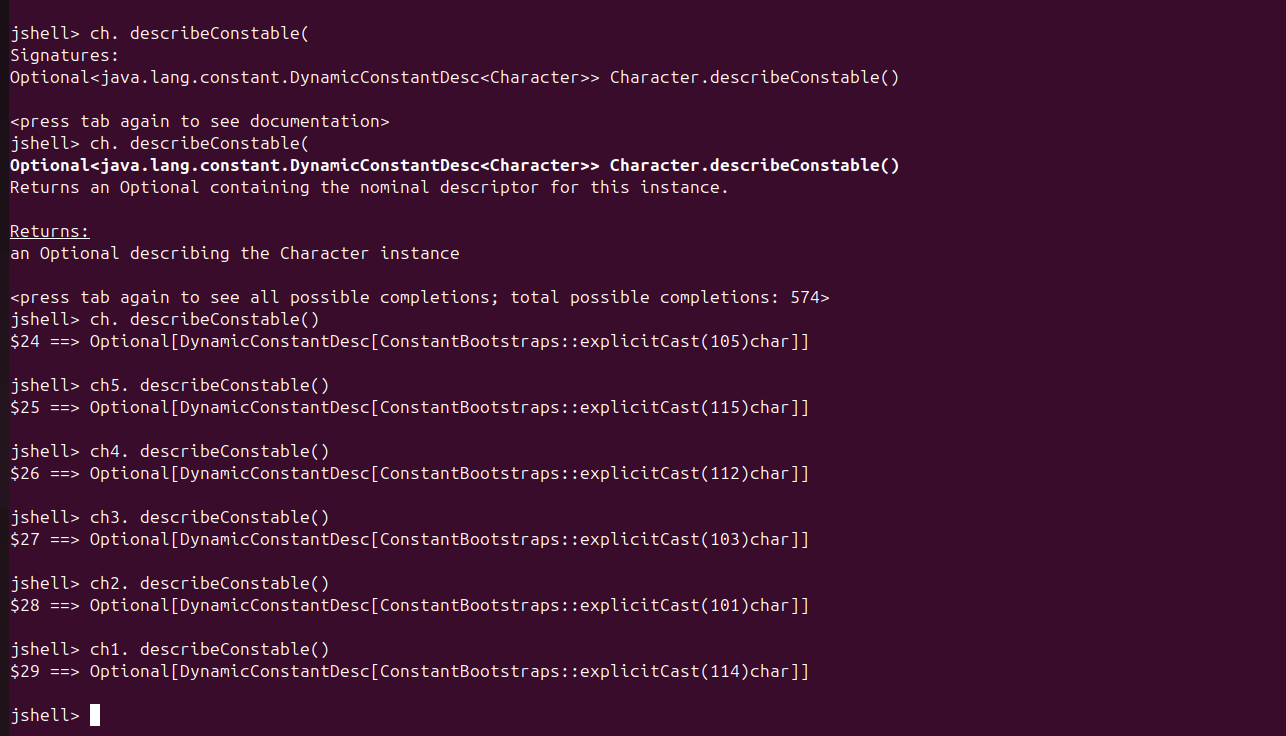 jshell> ch. describeConstable(
Signatures:
Optional<java.lang.constant.DynamicConstantDesc<Character>> Character.describeConstable()
<press tab again to see documentation>
jshell> ch. describeConstable(
Optional<java.lang.constant.DynamicConstantDesc<Character>> Character.describeConstable()
Returns an Optional containing the nominal descriptor for this instance.
Returns:
an Optional describing the Character instance
<press tab again to see all possible completions; total possible completions: 574>
jshell> ch. describeConstable()
$24 ==> Optional[DynamicConstantDesc[ConstantBootstraps::explicitCast(105)char]]
jshell> ch5. describeConstable()
$25 ==> Optional[DynamicConstantDesc[ConstantBootstraps::explicitCast(115)char]]
jshell> ch4. describeConstable()
$26 ==> Optional[DynamicConstantDesc[ConstantBootstraps::explicitCast(112)char]]
jshell> ch3. describeConstable()
$27 ==> Optional[DynamicConstantDesc[ConstantBootstraps::explicitCast(103)char]]
jshell> ch2. describeConstable()
$28 ==> Optional[DynamicConstantDesc[ConstantBootstraps::explicitCast(101)char]]
jshell> ch1. describeConstable()
$29 ==> Optional[DynamicConstantDesc[ConstantBootstraps::explicitCast(114)char]]
jshell>